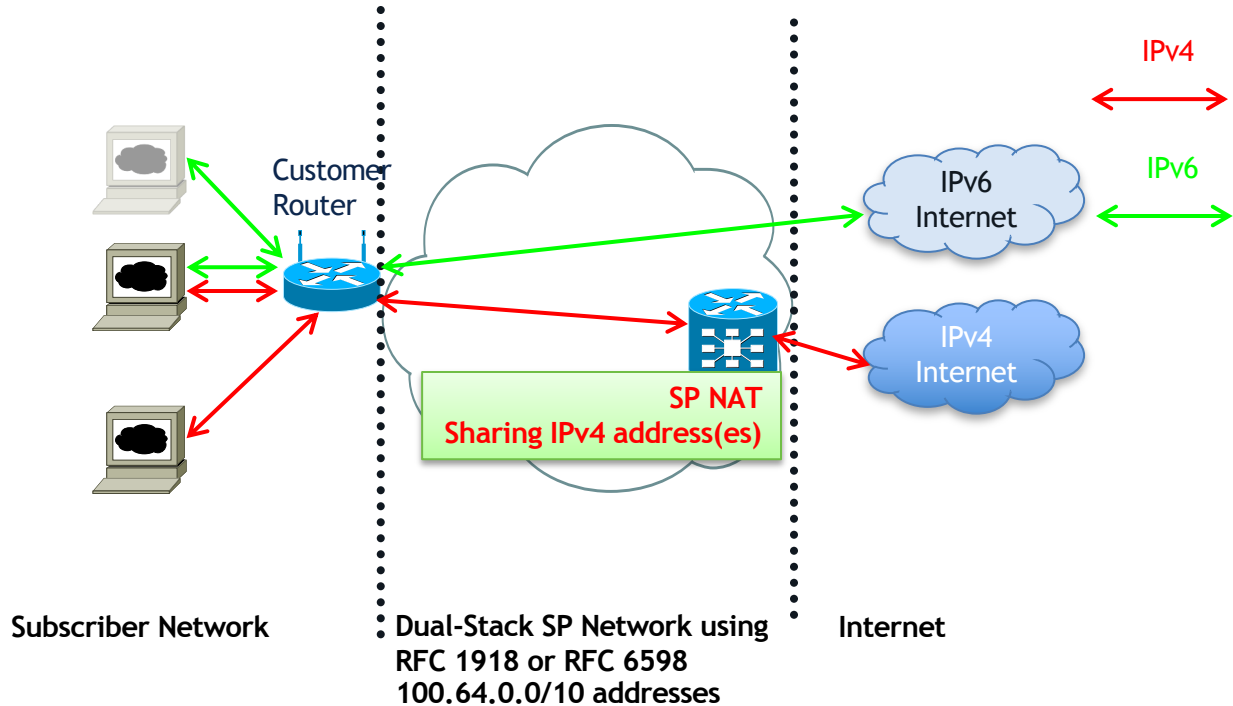 IPv4
IPv6
Customer
Router
IPv6
Internet
IPv4
Internet
SP NAT
Sharing IPv4 address(es)
Subscriber Network
Dual-Stack SP Network using
RFC 1918 or RFC 6598
100.64.0.0/10 addresses
Internet